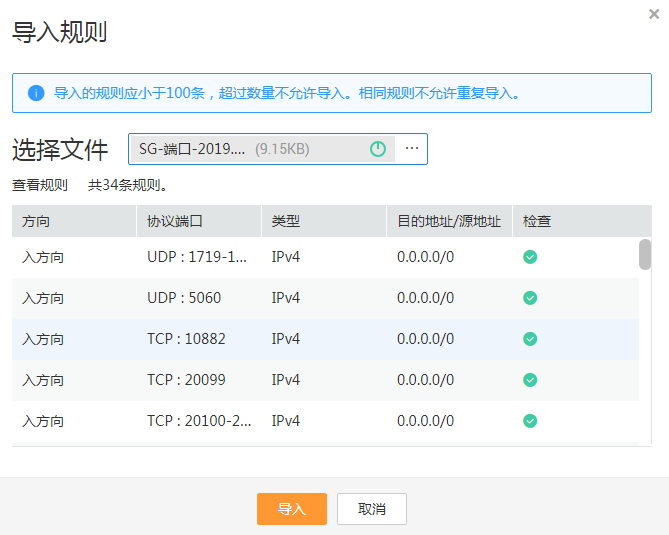 导入规则
导入的规则应小于100条，超过数量不允许导入。相同规则不允许重复导入。
选择文件 SG-端口-2019.... (9.15KB) ...
查看规则 共34条规则。
方向 协议端口 类型 目的地址/源地址 检查
入方向 UDP : 1719-1... IPv4 0.0.0.0/0
入方向 UDP : 5060 IPv4 0.0.0.0/0
入方向 TCP : 10882 IPv4 0.0.0.0/0
入方向 TCP : 20099 IPv4 0.0.0.0/0
入方向 TCP : 20100-2... IPv4 0.0.0.0/0
导入 取消